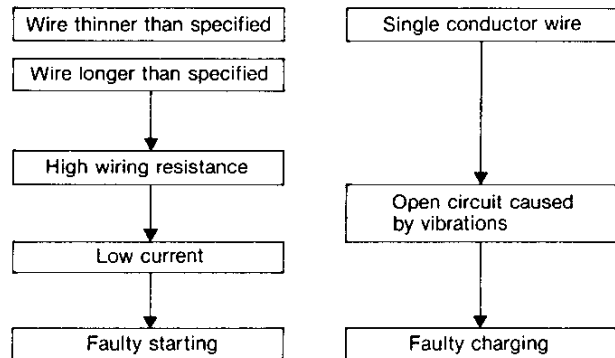 Wire thinner than specified
Wire longer than specified
High wiring resistance
Low current
Faulty starting
Single conductor wire
Open circuit caused
by vibrations
Faulty charging